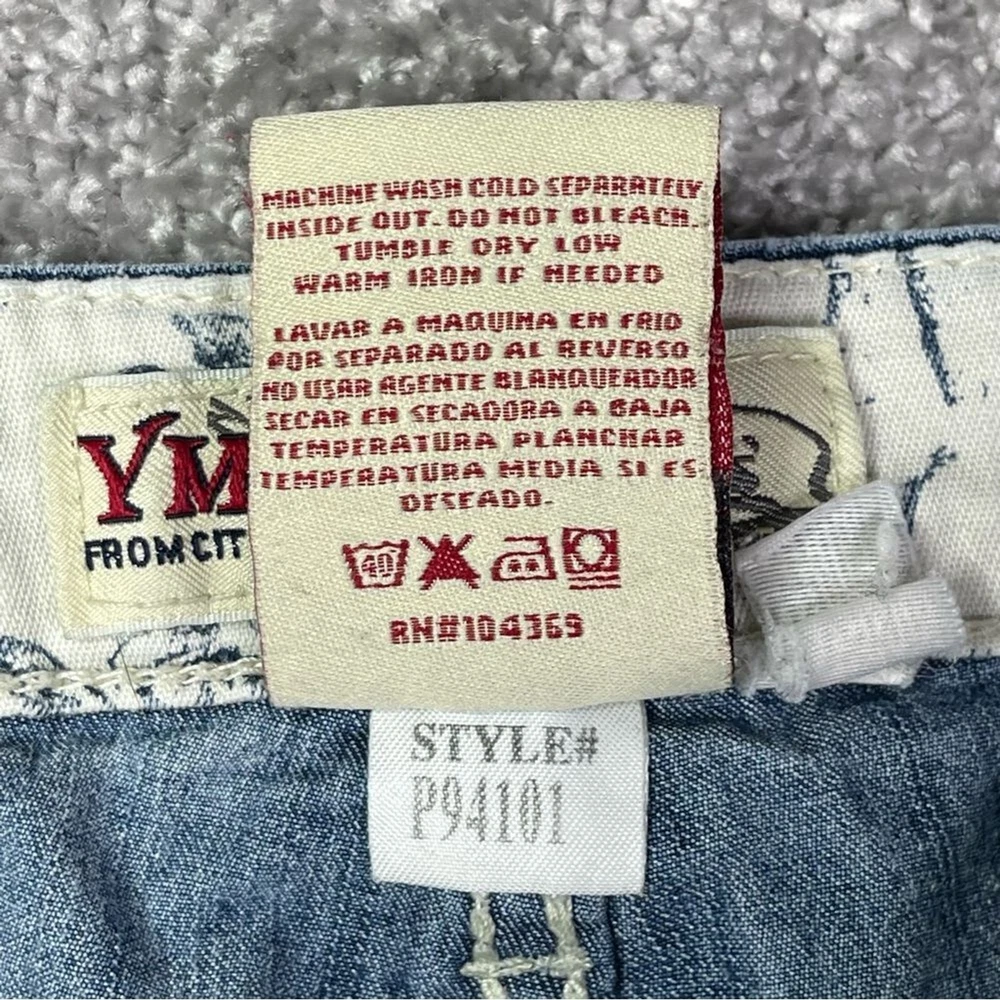 MACHINE WASH COLD SEPARATELY
INSIDE OUT. DO NOT BLEACH.
TUMBLE DRY LOW
WARM IRON IF NEEDED
LAVAR A MAQUINA EN FRIO
POR SEPARADO AL REVERSO
NO USAR AGENTE BLANQUEADOR
SECAR EN SECADORA A BAJA
TEMPERATURA PLANCHAR
TEMPERATURA MEDIA SI ES
DESEADO.
YM
FROM CIT
40
RN#104369
STYLE#
P94101